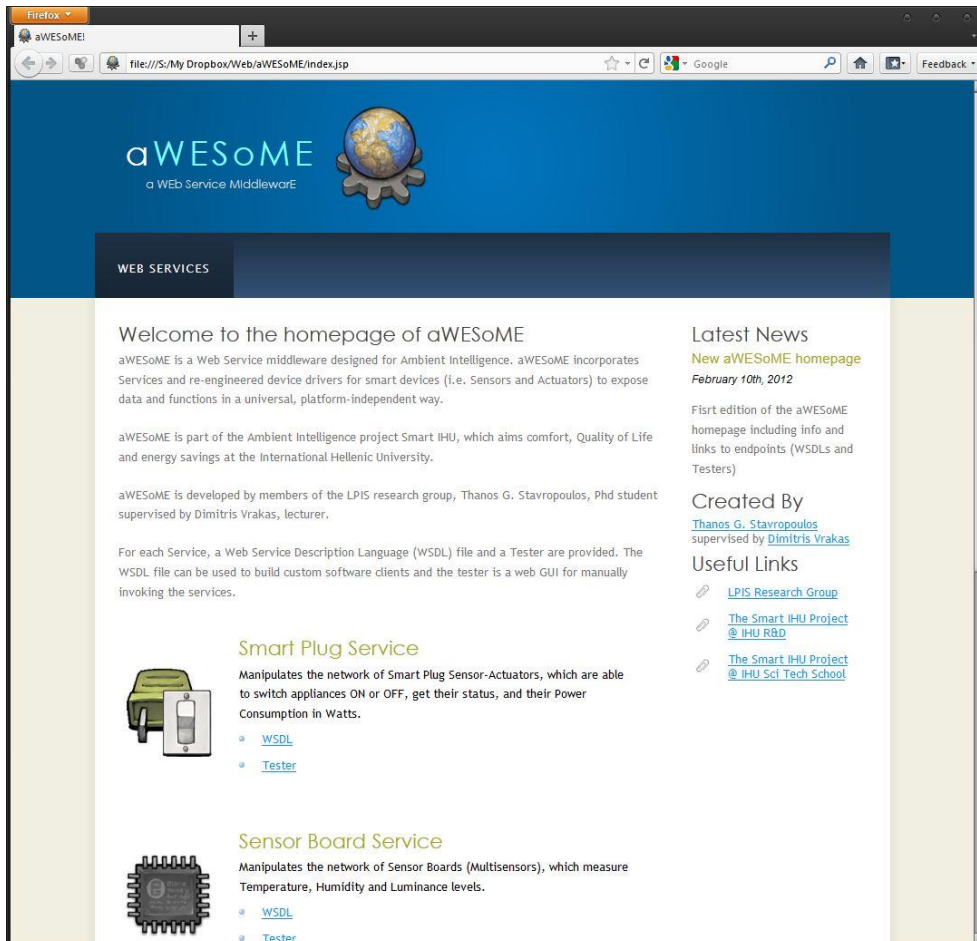 Firefox
aWESoME!
file:///S:/My Dropbox/Web/aWESoME/index.jsp
Google
Feedback
aWESoME
a WEb Service MIddlewarE
WEB SERVICES
Welcome to the homepage of aWESoME
aWESoME is a Web Service middleware designed for Ambient Intelligence. aWESoME incorporates
Services and re-engineered device drivers for smart devices (i.e. Sensors and Actuators) to expose
data and functions in a universal, platform-independent way.
aWESoME is part of the Ambient Intelligence project Smart IHU, which aims comfort, Quality of Life
and energy savings at the International Hellenic University.
aWESoME is developed by members of the LPIS research group, Thanos G. Stavropoulos, Phd student
supervised by Dimitris Vrakas, lecturer.
For each Service, a Web Service Description Language (WSDL) file and a Tester are provided. The
WSDL file can be used to build custom software clients and the tester is a web GUI for manually
invoking the services.
Smart Plug Service
Manipulates the network of Smart Plug Sensor-Actuators, which are able
to switch appliances ON or OFF, get their status, and their Power
Consumption in Watts.
WSDL
Tester
Sensor Board Service
Manipulates the network of Sensor Boards (Multisensors), which measure
Temperature, Humidity and Luminance levels.
WSDL
Tester
Latest News
New aWESoME homepage
February 10th, 2012
Fisrt edition of the aWESoME
homepage including info and
links to endpoints (WSDLs and
Testers)
Created By
Thanos G. Stavropoulos
supervised by Dimitris Vrakas
Useful Links
LPIS Research Group
The Smart IHU Project
@ IHU R&D
The Smart IHU Project
@ IHU Sci Tech School